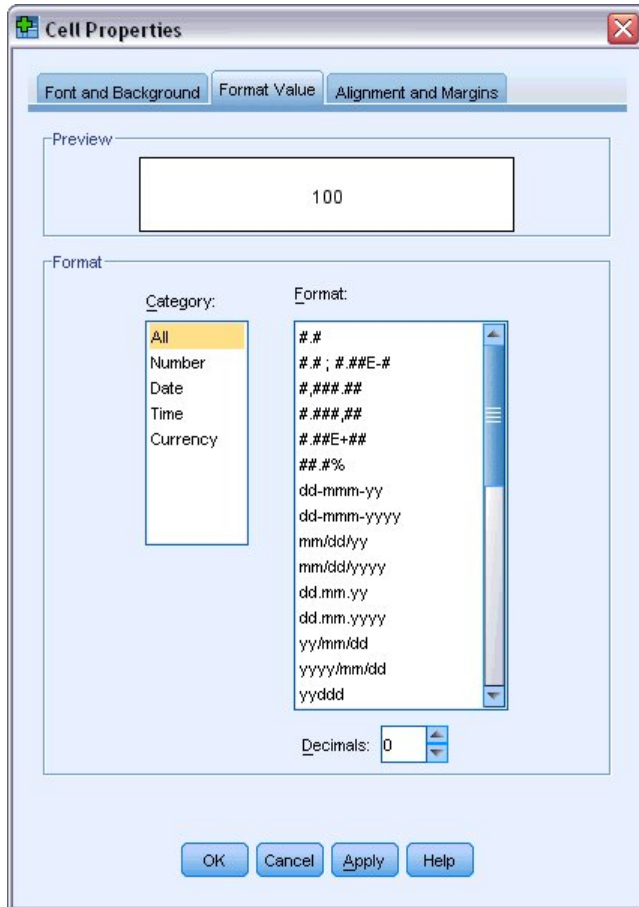 Cell Properties
Font and Background
Format Value
Alignment and Margins
Preview
100
Format
Category:
All
Number
Date
Time
Currency
Format:
#.#
#.# ; #.##E-#
#,###.##
#.###,##
#.##E+##
##.#%
dd-mmm-yy
dd-mmm-yyyy
mm/dd/yy
mm/dd/yyyy
dd.mm.yy
dd.mm.yyyy
yy/mm/dd
yyyy/mm/dd
yyddd
Decimals: 0
OK
Cancel
Apply
Help